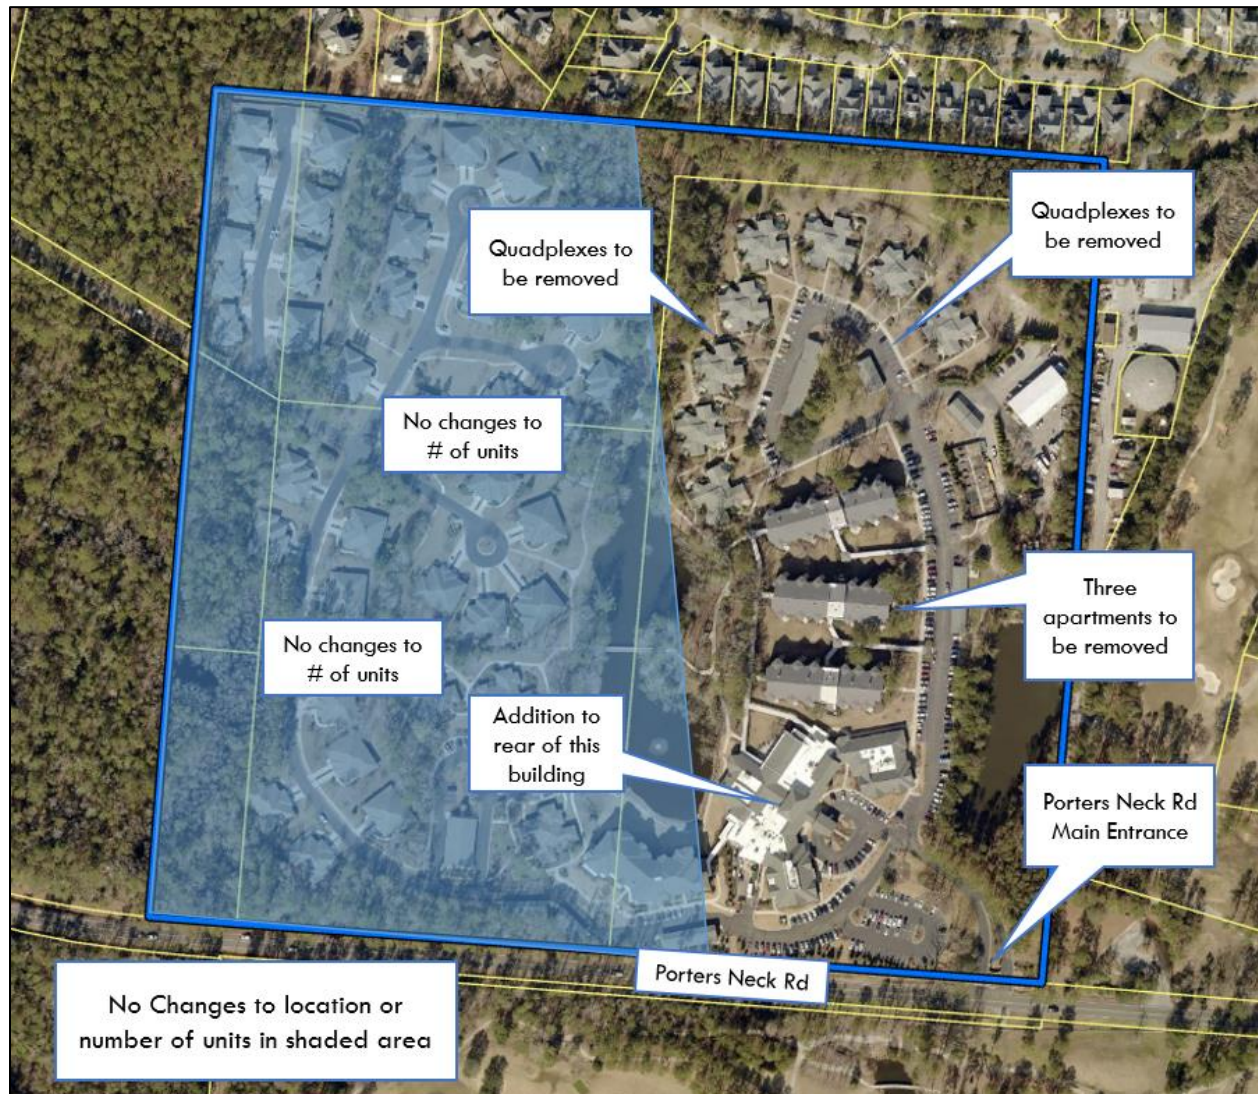 Quadplexes to
be removed
Quadplexes to
be removed
No changes to
# of units
Three
apartments to
be removed
No changes to
# of units
Addition to
rear of this
building
Porters Neck Rd
Main Entrance
Porters Neck Rd
No Changes to location or
number of units in shaded area